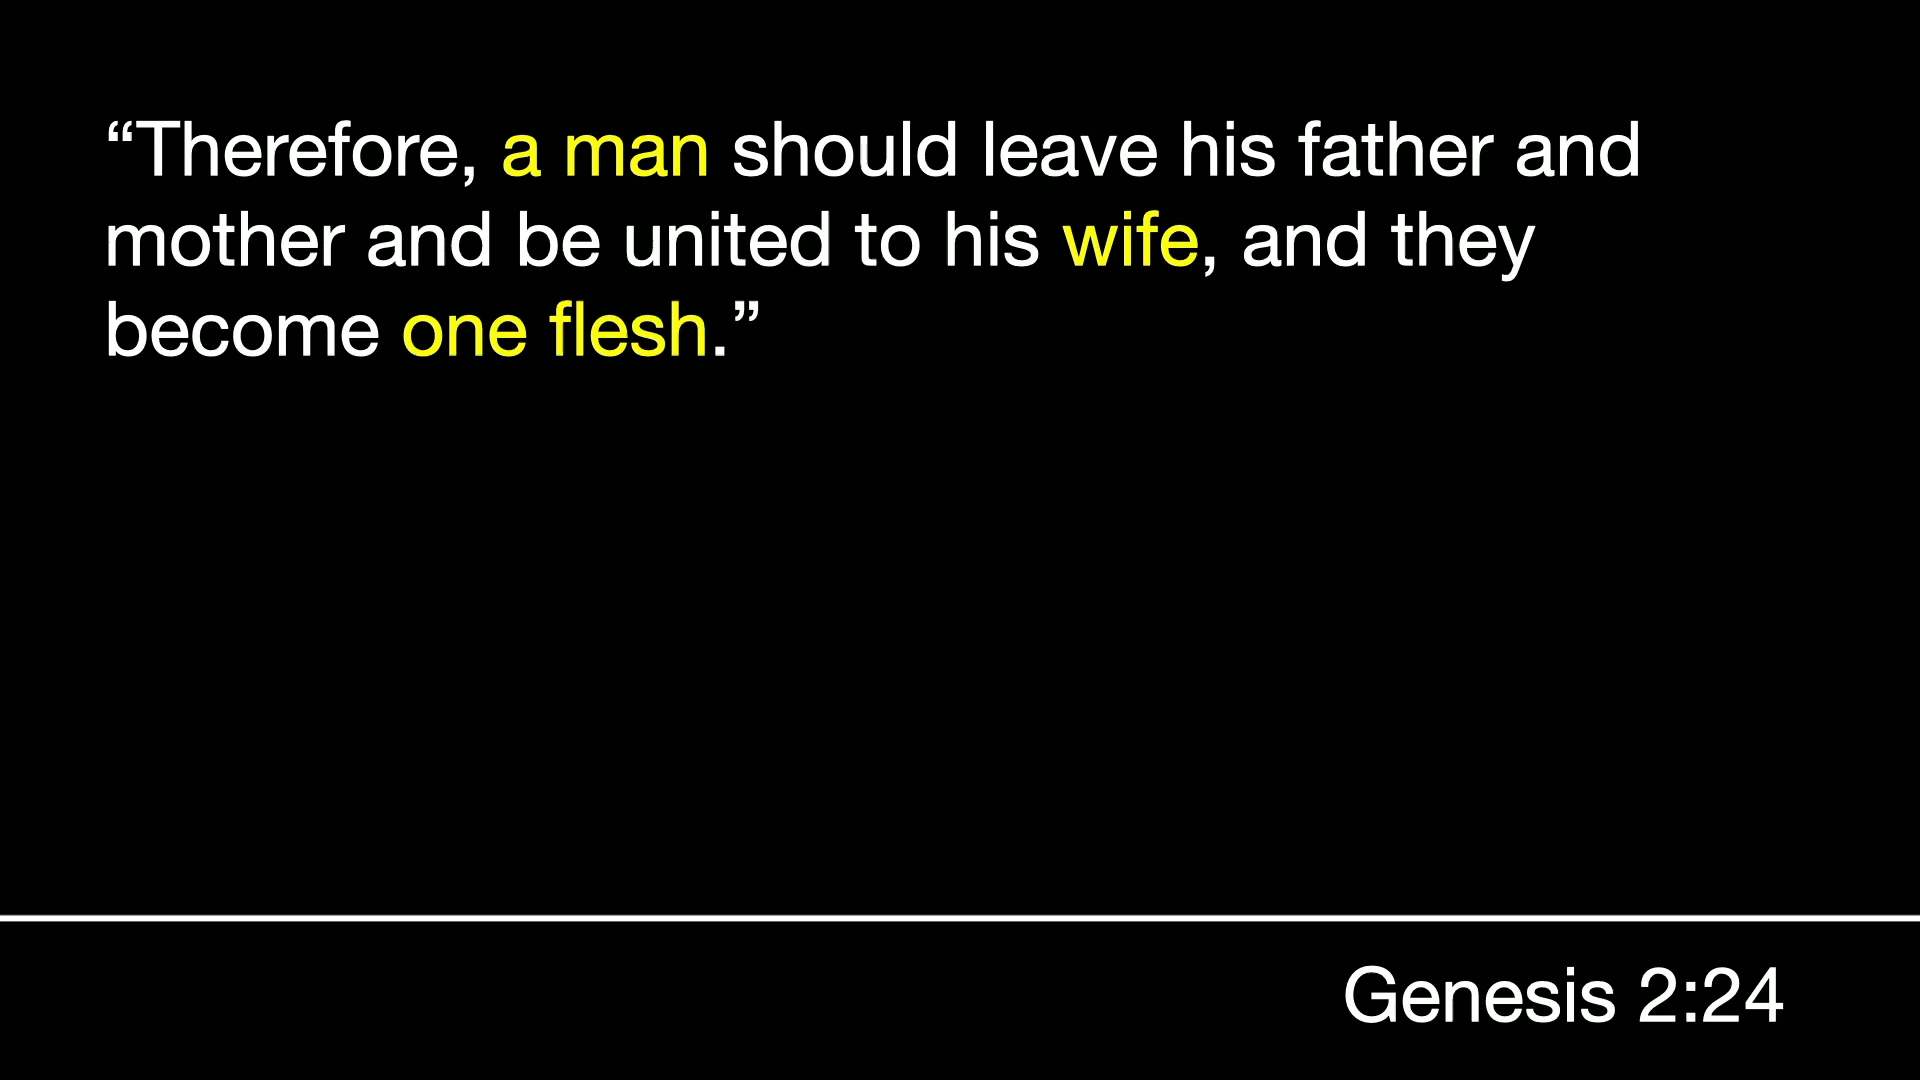 “Therefore, a man should leave his father and
mother and be united to his wife, and they
become one flesh.”
Genesis 2:24